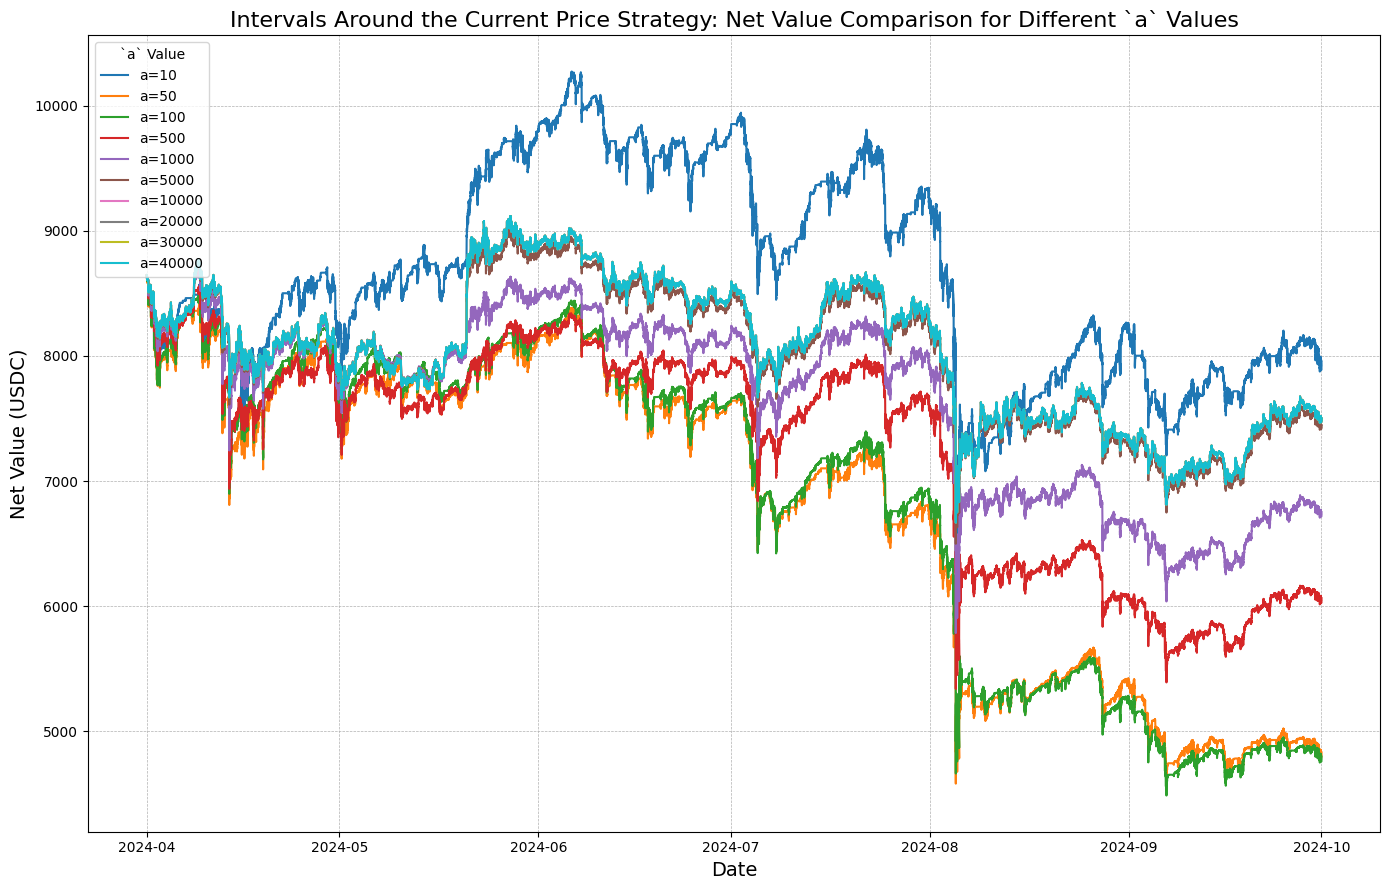 Intervals Around the Current Price Strategy: Net Value Comparison for Different `a` Values
`a` Value
a=10
a=50
a=100
a=500
a=1000
a=5000
a=10000
a=20000
a=30000
a=40000
Net Value (USDC)
10000
9000
8000
7000
6000
5000
2024-04
2024-05
2024-06
2024-07
2024-08
2024-09
2024-10
Date